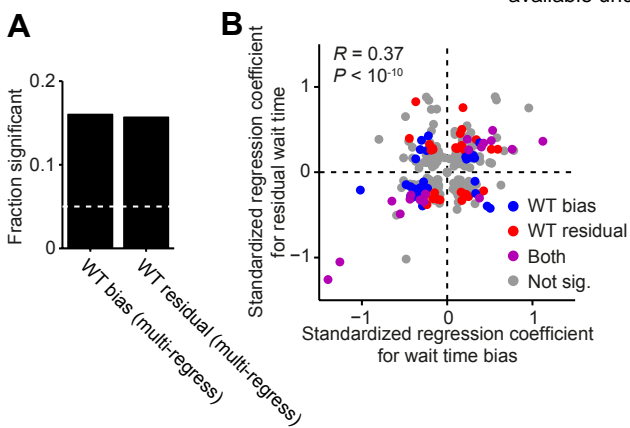 available und
A
B
Fraction significant
0.2
0.1
0
WT bias (multi-regress)
WT residual (multi-regress)
Standardized regression coefficient
for residual wait time
R = 0.37
P < 10-10
1
0
−1
−1
0
1
WT bias
WT residual
Both
Not sig.
Standardized regression coefficient
for wait time bias